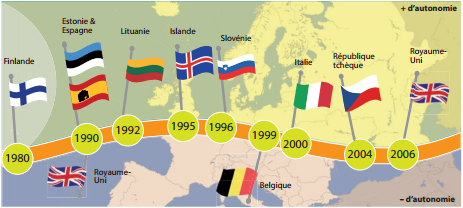 + d'autonomie
Estonie &
Espagne
Lituanie
Islande
Slovénie
Finlande
Italie
République
tchèque
Royaume-
Uni
1980
1990
1992
1995
1996
1999
2000
2004
2006
Royaume-
Uni
Belgique
– d'autonomie